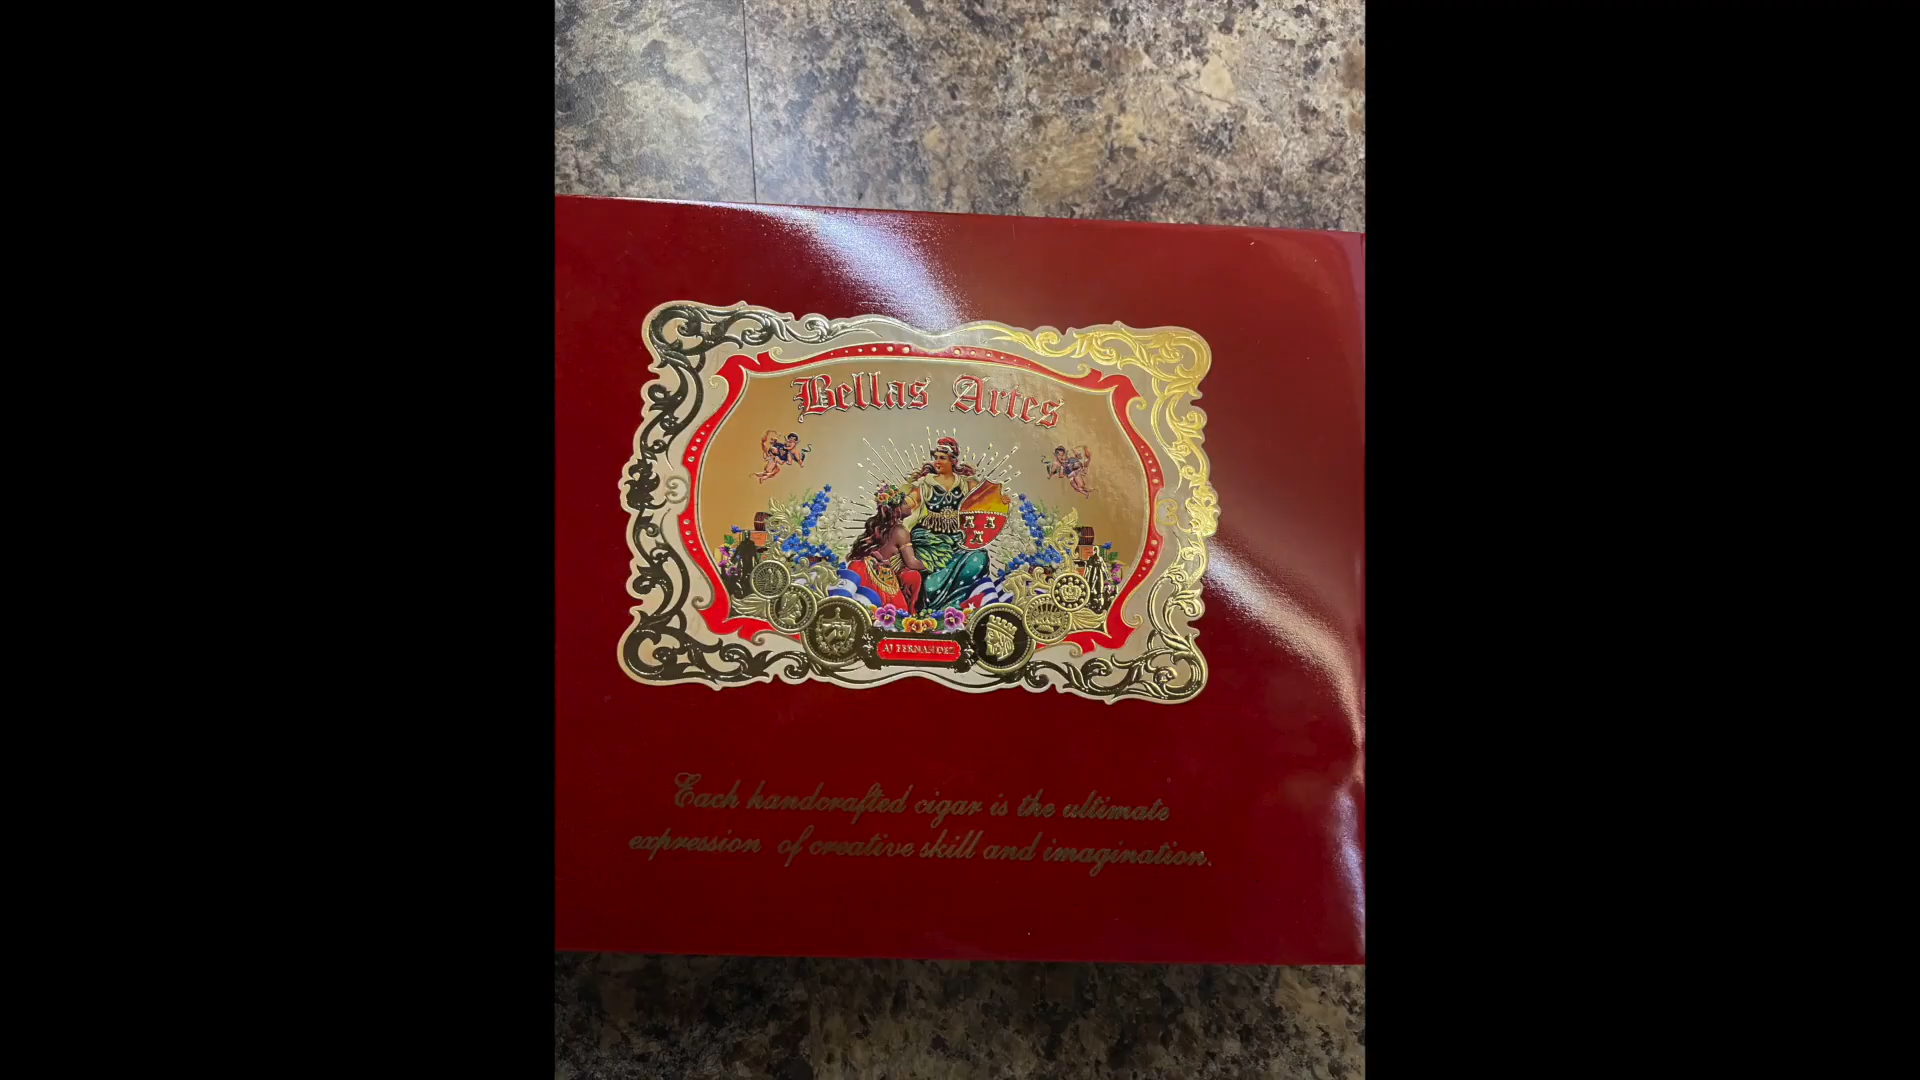 Bellas Artes
AJ FERNANDEZ
Each handcrafted cigar is the ultimate
expression of creative skill and imagination.